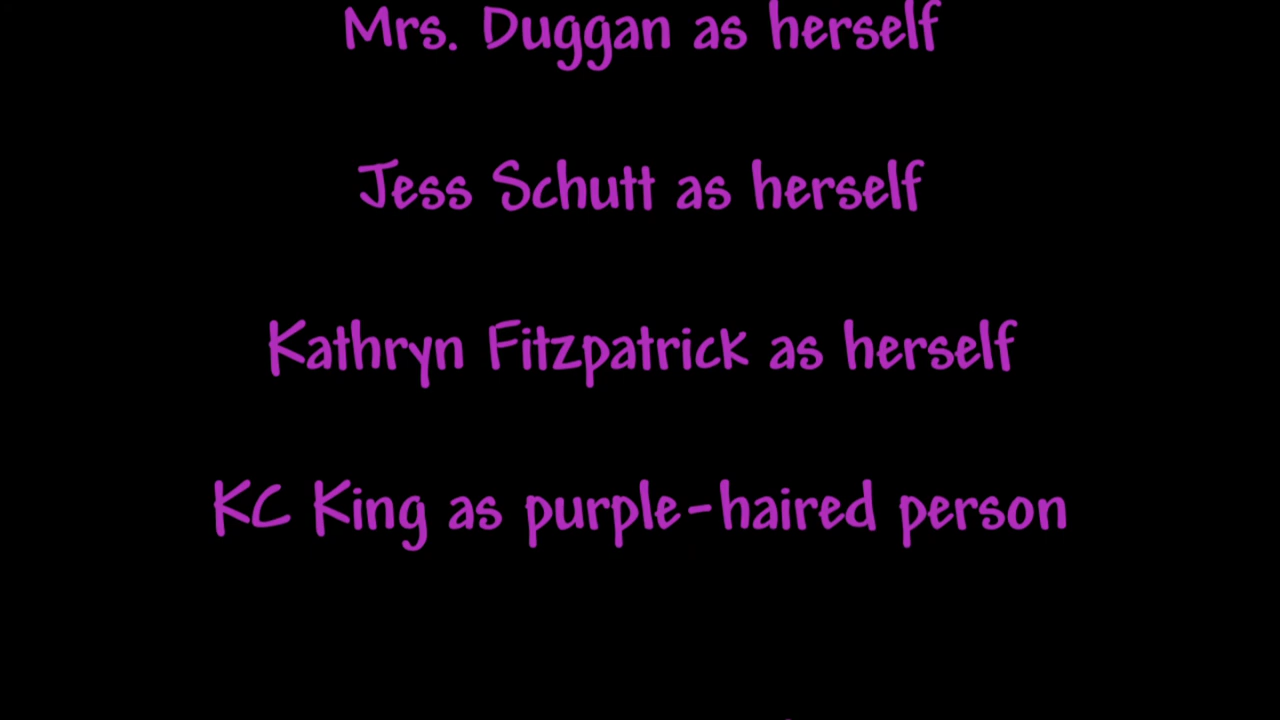 Mrs. Duggan as herself
Jess Schutt as herself
Kathryn Fitzpatrick as herself
KC King as purple-haired person